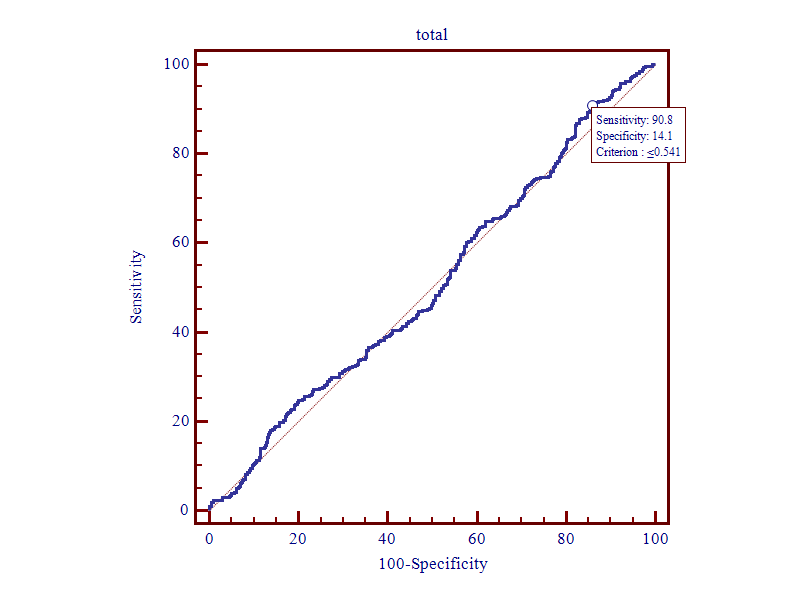 total
100
80
60
40
20
0
Sensitivity
Sensitivity: 90.8
Specificity: 14.1
Criterion : ≤0.541
0 20 40 60 80 100
100-Specificity